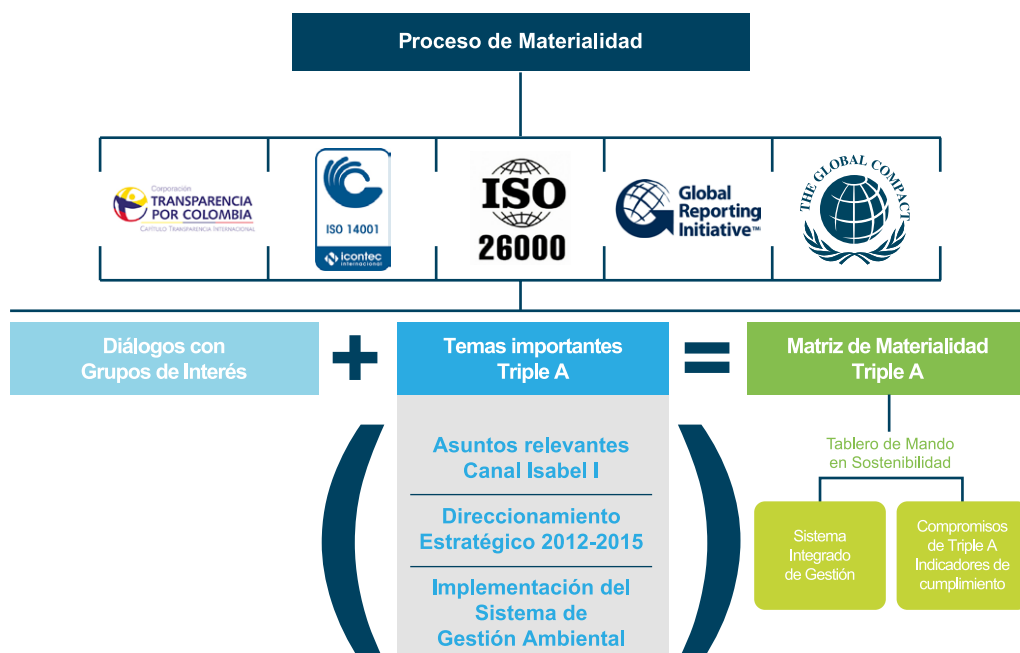 Proceso de Materialidad
Corporación
TRANSPARENCIA
POR COLOMBIA
CAPÍTULO TRANSPARENCIA INTERNACIONAL
ISO 14001
icontec
internacional
ISO
26000
Global
Reporting
Initiative™
THE GLOBAL COMPACT
Diálogos con
Grupos de Interés
+
Temas importantes
Triple A
=
Matriz de Materialidad
Triple A
(
Asuntos relevantes
Canal Isabel I
Direccionamiento
Estratégico 2012-2015
Implementación del
Sistema de
Gestión Ambiental
)
Tablero de Mando
en Sostenibilidad
Sistema
Integrado
de Gestión
Compromisos
de Triple A
Indicadores de
cumplimiento